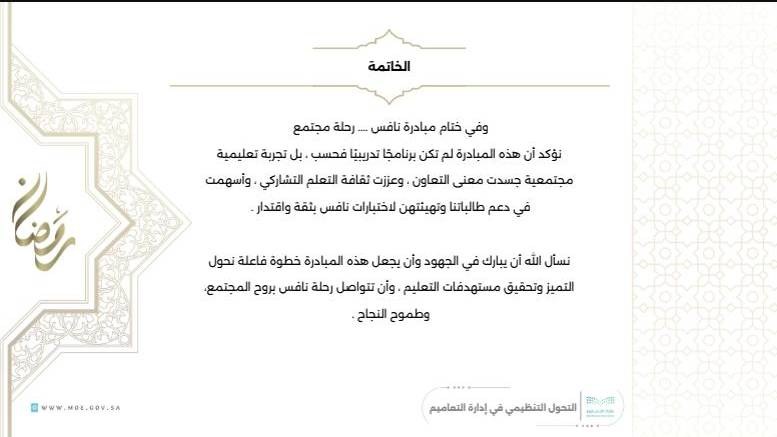 الخاتمة
وفي ختام مبادرة نافس .... رحلة مجتمع
نؤكد أن هذه المبادرة لم تكن برنامجًا تدريبيًا فحسب ، بل تجربة تعليمية
مجتمعية جسدت معنى التعاون ، وعززت ثقافة التعلم التشاركي ، وأسهمت
في دعم طالباتنا وتهيئتهن لاختبارات نافس بثقة واقتدار .
نسأل الله أن يبارك في الجهود وأن يجعل هذه المبادرة خطوة فاعلة نحول
التميز وتحقيق مستهدفات التعليم ، وأن تتواصل رحلة نافس بروح المجتمع،
وطموح النجاح .
رمضان
WWW.MOE.GOV.SA
التحول التنظيمي في إدارة التعاميم